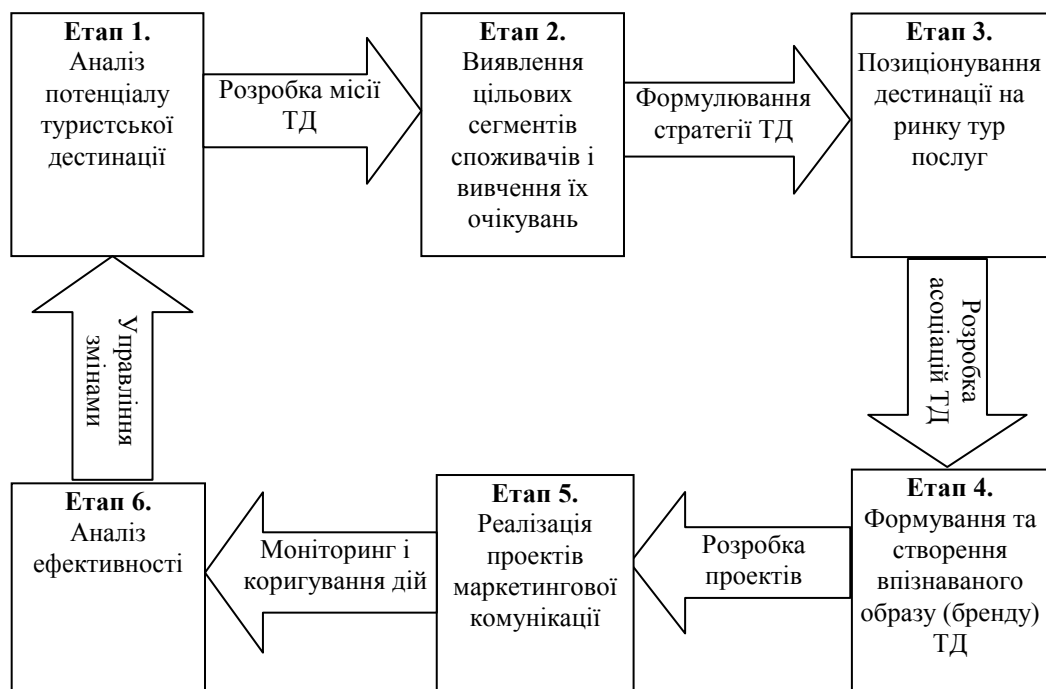 Етап 1.
Аналіз
потенціалу
туристської
дестинації
Розробка місії
ТД
Етап 2.
Виявлення
цільових
сегментів
споживачів і
вивчення їх
очікувань
Формулювання
стратегії ТД
Етап 3.
Позиціонування
дестинації на
ринку тур
послуг
Розробка
асоціацій ТД
Етап 4.
Формування та
створення
впізнаваного
образу (бренду)
ТД
Розробка
проектів
Етап 5.
Реалізація
проектів
маркетингової
комунікації
Моніторинг і
коригування дій
Етап 6.
Аналіз
ефективності
Управління
змінами